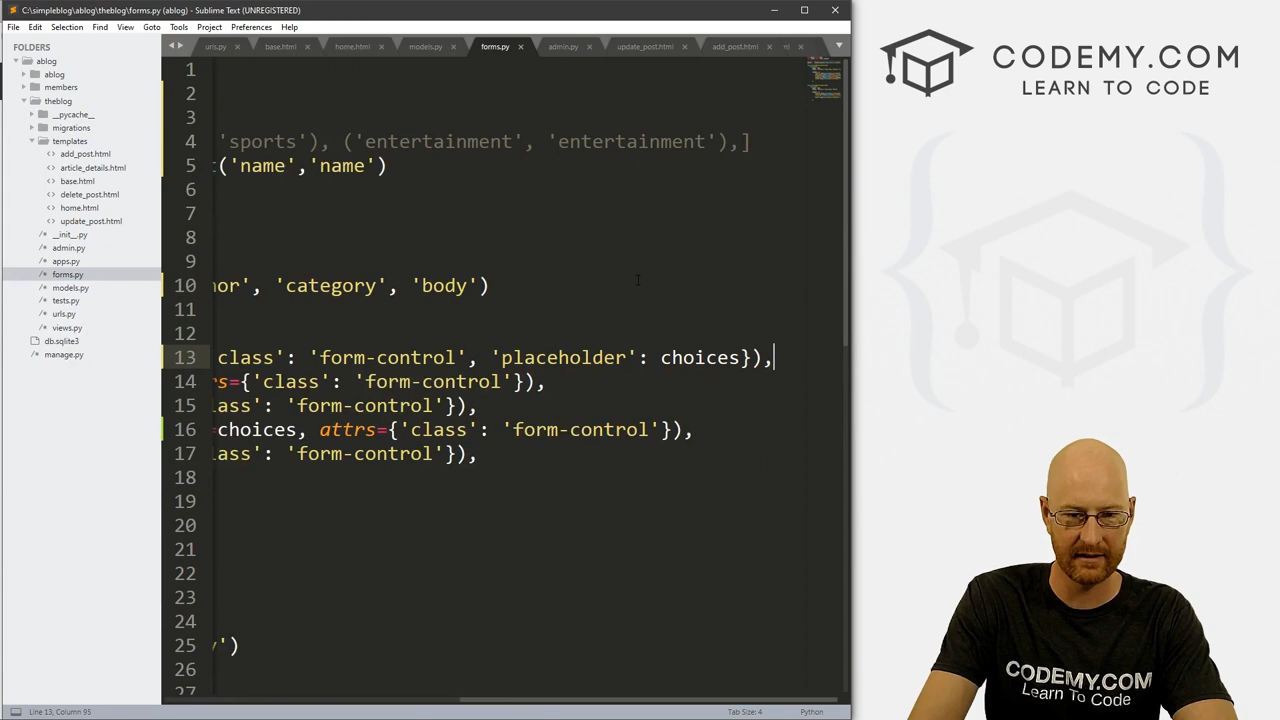 C:\simpleblog\ablog\theblog\forms.py (ablog) - Sublime Text (UNREGISTERED)
File Edit Selection Find View Goto Tools Project Preferences Help
FOLDERS
ablog
ablog
members
theblog
__pycache__
migrations
templates
add_post.html
article_details.html
base.html
delete_post.html
home.html
update_post.html
__init__.py
admin.py
apps.py
forms.py
models.py
tests.py
urls.py
views.py
db.sqlite3
manage.py
urls.py base.html home.html models.py forms.py admin.py update_post.html add_post.html
1
2
3
4 'sports'), ('entertainment', 'entertainment'),]
5 t('name','name')
6
7
8
9
10 nor', 'category', 'body')
11
12
13 class': 'form-control', 'placeholder': choices}),
14 rs={'class': 'form-control'}),
15 lass': 'form-control'}),
16 =choices, attrs={'class': 'form-control'}),
17 lass': 'form-control'}),
18
19
20
21
22
23
24
25 y')
26
27
Line 13, Column 95 Tab Size: 4 Python
CODEMY.COM
LEARN TO CODE
CODEMY.COM
Learn To Code